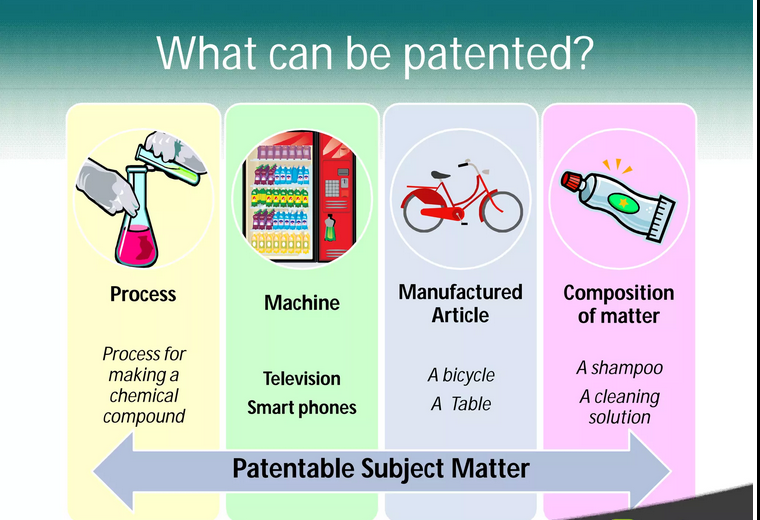 What can be patented?
Process
Process for
making a
chemical
compound
Machine
Television
Smart phones
Manufactured
Article
A bicycle
A Table
Composition
of matter
A shampoo
A cleaning
solution
Patentable Subject Matter